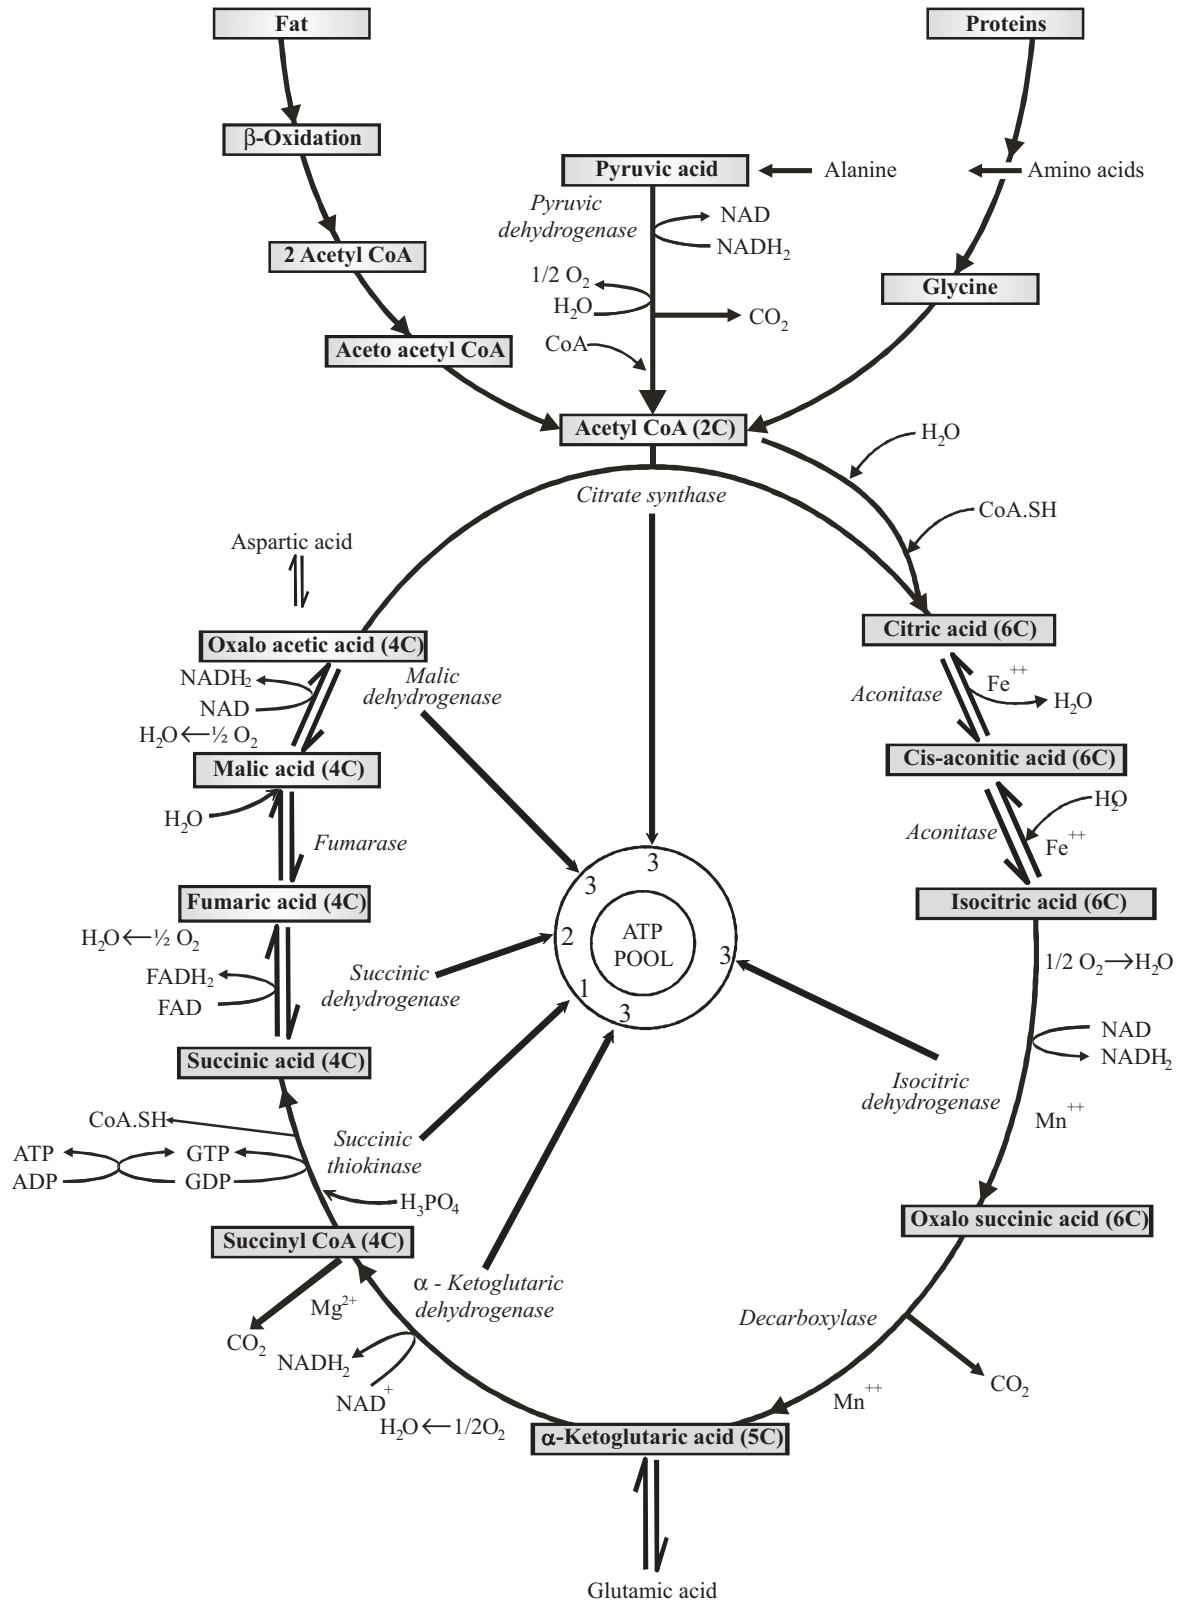 Fat
Proteins
β-Oxidation
Pyruvic acid
Alanine
Amino acids
Pyruvic
dehydrogenase
NAD
NADH₂
2 Acetyl CoA
1/2 O₂
H₂O
CO₂
Glycine
CoA
Aceto acetyl CoA
Acetyl CoA (2C)
H₂O
Citrate synthase
CoA.SH
Aspartic acid
Oxalo acetic acid (4C)
Citric acid (6C)
NADH₂
NAD
H₂O ← ½ O₂
Malic
dehydrogenase
Aconitase
Fe⁺⁺
H₂O
Malic acid (4C)
Cis-aconitic acid (6C)
H₂O
Fumarase
Aconitase
H₂O
Fe⁺⁺
3
3
Fumaric acid (4C)
Isocitric acid (6C)
H₂O ← ½ O₂
FADH₂
FAD
Succinic
dehydrogenase
2
ATP
POOL
3
1
3
1/2 O₂ → H₂O
NAD
NADH₂
Succinic acid (4C)
Isocitric
dehydrogenase
Mn⁺⁺
CoA.SH
ATP
GTP
ADP
GDP
Succinic
thiokinase
H₃PO₄
Oxalo succinic acid (6C)
Succinyl CoA (4C)
α - Ketoglutaric
dehydrogenase
Mg²⁺
CO₂
NADH₂
NAD⁺
H₂O ← 1/2O₂
Decarboxylase
CO₂
Mn⁺⁺
α-Ketoglutaric acid (5C)
Glutamic acid